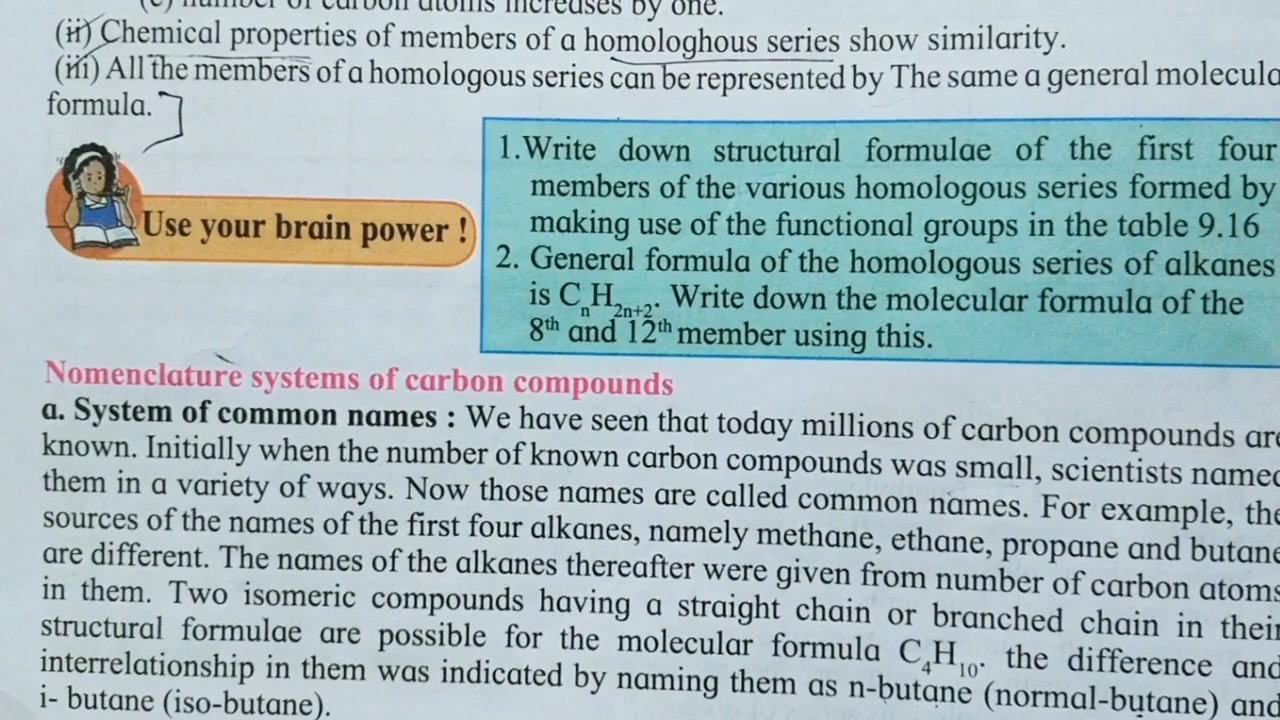 (c) number of carbon atoms increases by one.
(ii) Chemical properties of members of a homologhous series show similarity.
(iii) All the members of a homologous series can be represented by The same a general molecula
formula.
Use your brain power !
1.Write down structural formulae of the first four
members of the various homologous series formed by
making use of the functional groups in the table 9.16
2. General formula of the homologous series of alkanes
is CₙH₂ₙ₊₂. Write down the molecular formula of the
8th and 12th member using this.
Nomenclature systems of carbon compounds
a. System of common names : We have seen that today millions of carbon compounds are
known. Initially when the number of known carbon compounds was small, scientists named
them in a variety of ways. Now those names are called common names. For example, the
sources of the names of the first four alkanes, namely methane, ethane, propane and butane
are different. The names of the alkanes thereafter were given from number of carbon atoms
in them. Two isomeric compounds having a straight chain or branched chain in their
structural formulae are possible for the molecular formula C₄H₁₀. the difference and
interrelationship in them was indicated by naming them as n-butane (normal-butane) and
i- butane (iso-butane).